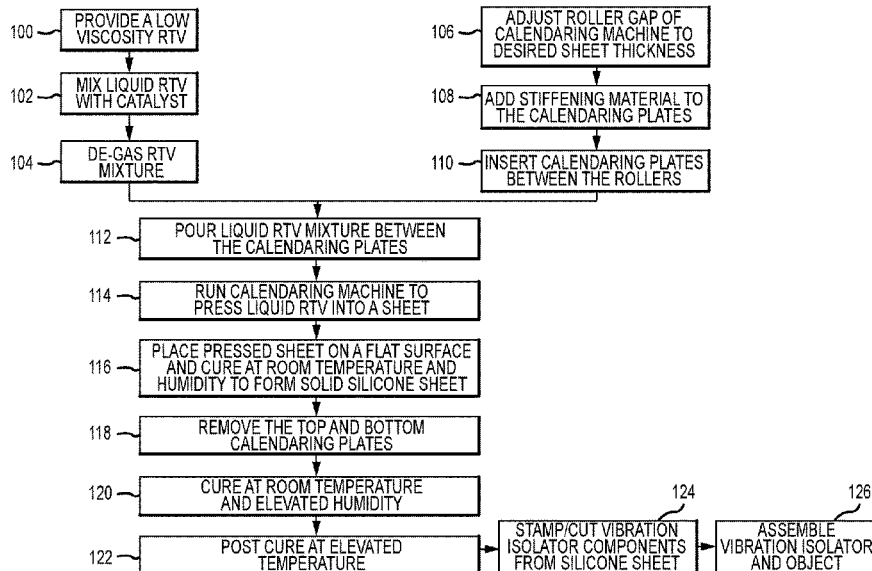 100
PROVIDE A LOW
VISCOSITY RTV
102
MIX LIQUID RTV
WITH CATALYST
104
DE-GAS RTV
MIXTURE
106
ADJUST ROLLER GAP OF
CALENDARING MACHINE TO
DESIRED SHEET THICKNESS
108
ADD STIFFENING MATERIAL TO
THE CALENDARING PLATES
110
INSERT CALENDARING PLATES
BETWEEN THE ROLLERS
112
POUR LIQUID RTV MIXTURE BETWEEN
THE CALENDARING PLATES
114
RUN CALENDARING MACHINE TO
PRESS LIQUID RTV INTO A SHEET
116
PLACE PRESSED SHEET ON A FLAT SURFACE
AND CURE AT ROOM TEMPERATURE AND
HUMIDITY TO FORM SOLID SILICONE SHEET
118
REMOVE THE TOP AND BOTTOM
CALENDARING PLATES
120
CURE AT ROOM TEMPERATURE
AND ELEVATED HUMIDITY
122
POST CURE AT ELEVATED
TEMPERATURE
124
STAMP/CUT VIBRATION
ISOLATOR COMPONENTS
FROM SILICONE SHEET
126
ASSEMBLE
VIBRATION ISOLATOR
AND OBJECT